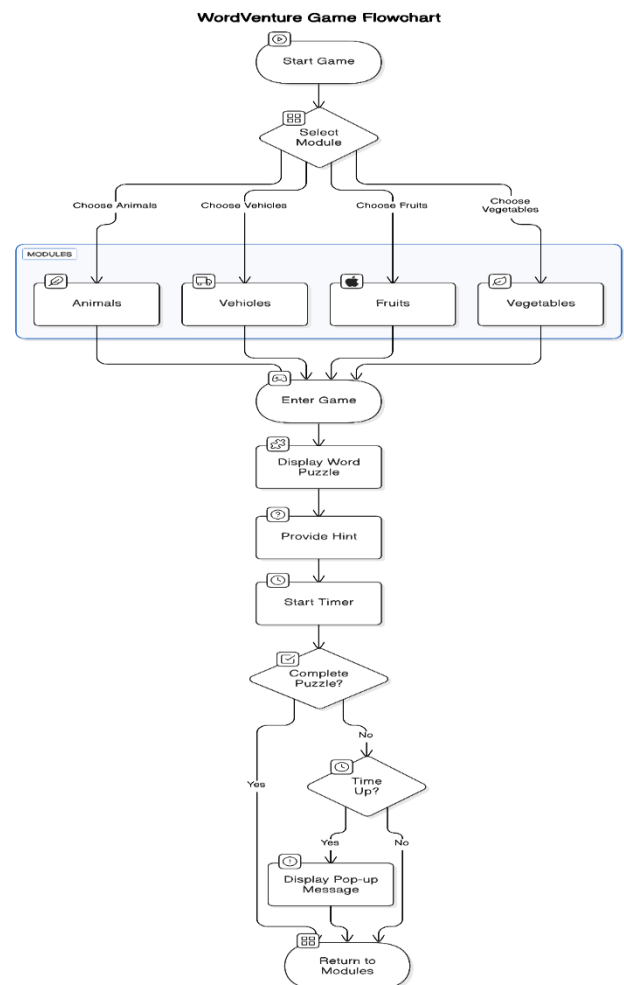 WordVenture Game Flowchart
Start Game
Select
Module
Choose Animals
Choose Vehicles
Choose Fruits
Choose
Vegetables
MODULES
Animals
Vehicles
Fruits
Vegetables
Enter Game
Display Word
Puzzle
Provide Hint
Start Timer
Complete
Puzzle?
No
Yes
Time
Up?
Yes
No
Display Pop-up
Message
Return to
Modules